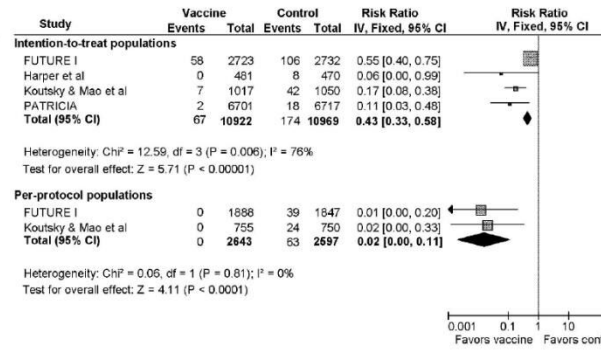 Vaccine Control Risk Ratio Risk Ratio
Study Events Total Events Total IV, Fixed, 95% CI IV, Fixed, 95% CI
Intention-to-treat populations
FUTURE I 58 2723 106 2732 0.55 [0.40, 0.75]
Harper et al 0 481 8 470 0.06 [0.00, 0.99]
Koutsky & Mao et al 7 1017 42 1050 0.17 [0.08, 0.38]
PATRICIA 2 6701 18 6717 0.11 [0.03, 0.48]
Total (95% CI) 67 10922 174 10969 0.43 [0.33, 0.58]
Heterogeneity: Chi² = 12.59, df = 3 (P = 0.006); I² = 76%
Test for overall effect: Z = 5.71 (P < 0.00001)
Per-protocol populations
FUTURE I 0 1888 39 1847 0.01 [0.00, 0.20]
Koutsky & Mao et al 0 755 24 750 0.02 [0.00, 0.33]
Total (95% CI) 0 2643 63 2597 0.02 [0.00, 0.11]
Heterogeneity: Chi² = 0.06, df = 1 (P = 0.81); I² = 0%
Test for overall effect: Z = 4.11 (P < 0.0001)
0.001 0.1 1 10
Favors vaccine Favors cont